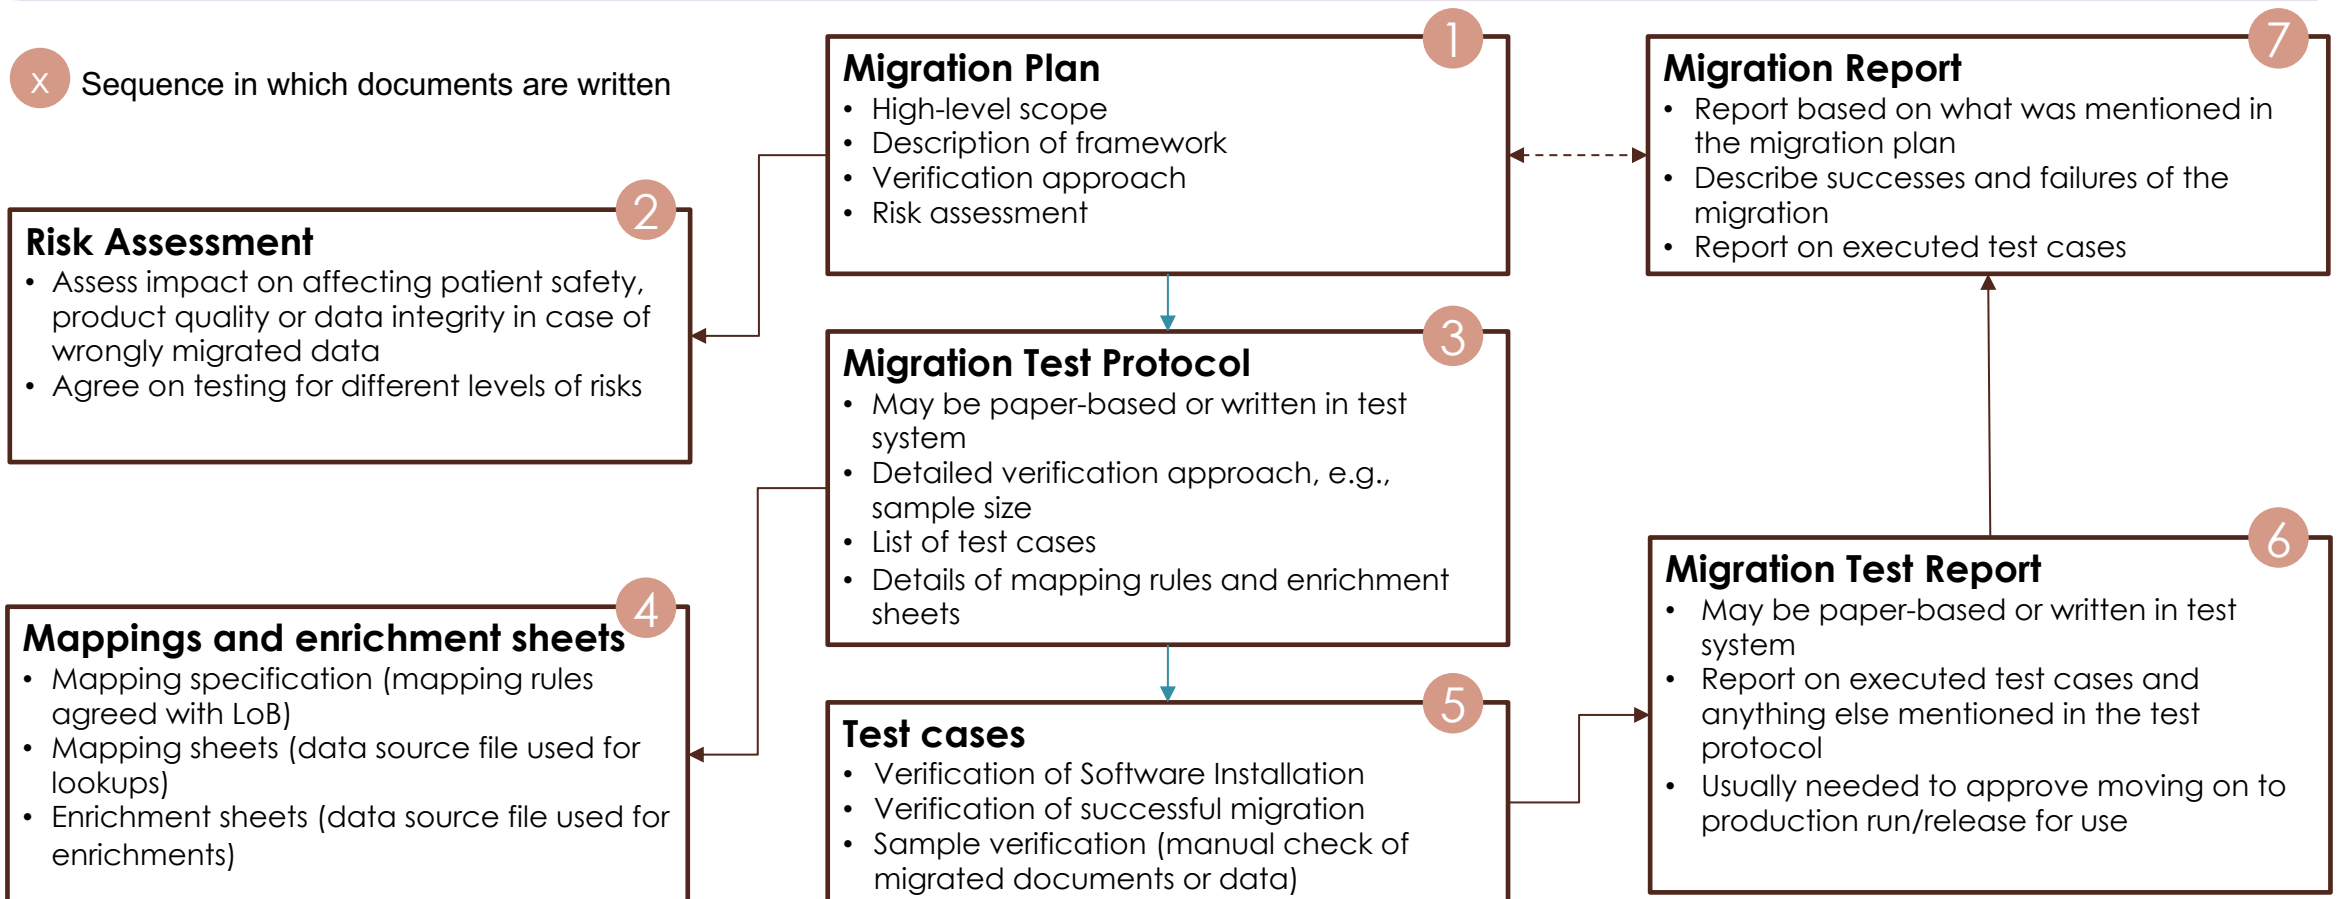 x Sequence in which documents are written
1
Migration Plan
• High-level scope
• Description of framework
• Verification approach
• Risk assessment
2
Risk Assessment
• Assess impact on affecting patient safety,
product quality or data integrity in case of
wrongly migrated data
• Agree on testing for different levels of risks
3
Migration Test Protocol
• May be paper-based or written in test
system
• Detailed verification approach, e.g.,
sample size
• List of test cases
• Details of mapping rules and enrichment
sheets
4
Mappings and enrichment sheets
• Mapping specification (mapping rules
agreed with LoB)
• Mapping sheets (data source file used for
lookups)
• Enrichment sheets (data source file used for
enrichments)
5
Test cases
• Verification of Software Installation
• Verification of successful migration
• Sample verification (manual check of
migrated documents or data)
6
Migration Test Report
• May be paper-based or written in test
system
• Report on executed test cases and
anything else mentioned in the test
protocol
• Usually needed to approve moving on to
production run/release for use
7
Migration Report
• Report based on what was mentioned in
the migration plan
• Describe successes and failures of the
migration
• Report on executed test cases